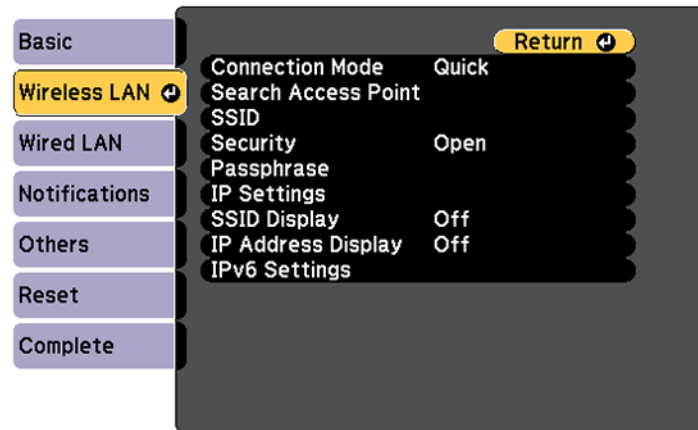 Basic
Wireless LAN
Wired LAN
Notifications
Others
Reset
Complete
Return
Connection Mode Quick
Search Access Point
SSID
Security Open
Passphrase
IP Settings
SSID Display Off
IP Address Display Off
IPv6 Settings